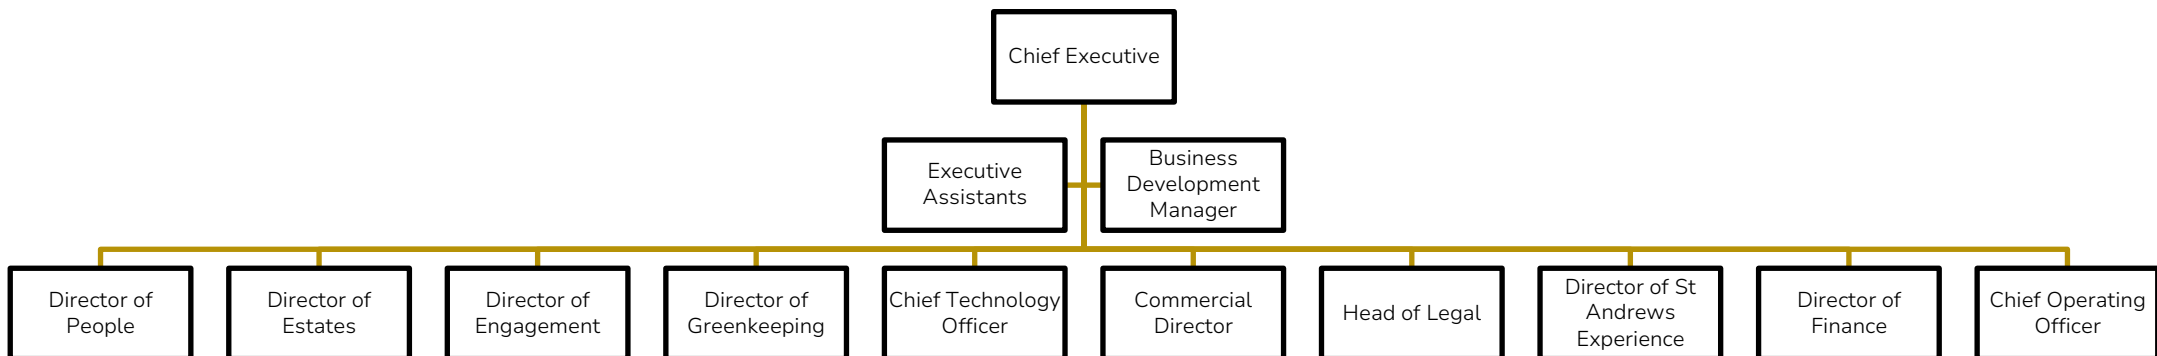 Chief Executive
Executive
Assistants
Business
Development
Manager
Director of
People
Director of
Estates
Director of
Engagement
Director of
Greenkeeping
Chief Technology
Officer
Commercial
Director
Head of Legal
Director of St
Andrews
Experience
Director of
Finance
Chief Operating
Officer